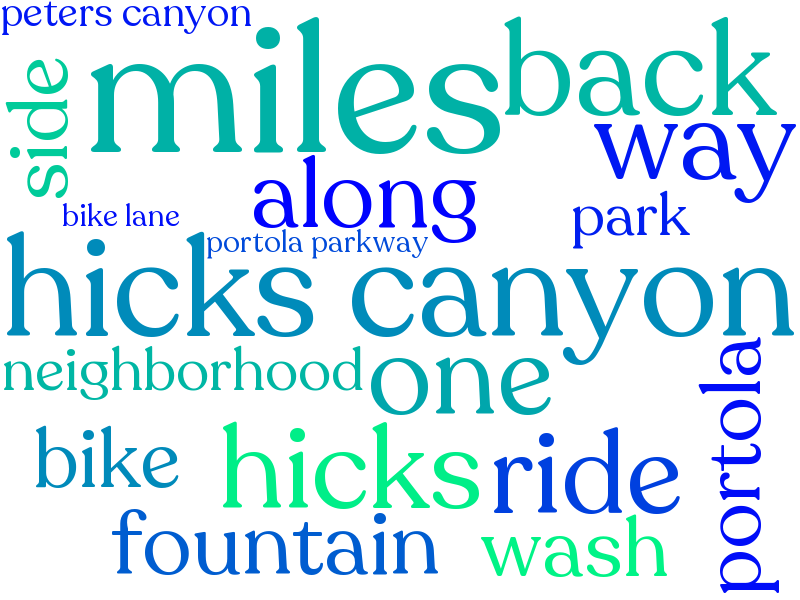 peters canyon
miles
back
side
way
along
park
bike lane
portola parkway
hicks canyon
neighborhood
one
portola
bike
hicks
ride
fountain
wash